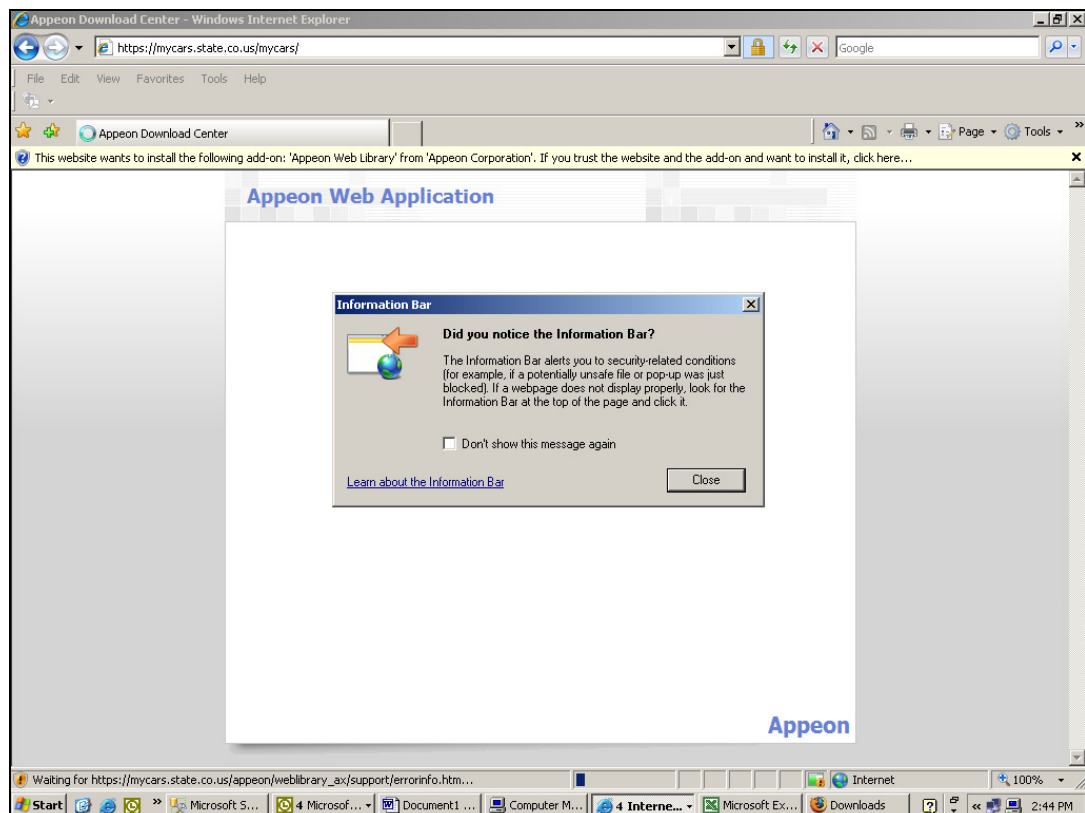 Appeon Download Center - Windows Internet Explorer
https://mycars.state.co.us/mycars/
Google
File Edit View Favorites Tools Help
Appeon Download Center
Page Tools
This website wants to install the following add-on: 'Appeon Web Library' from 'Appeon Corporation'. If you trust the website and the add-on and want to install it, click here...
Appeon Web Application
Information Bar
Did you notice the Information Bar?
The Information Bar alerts you to security-related conditions
(for example, if a potentially unsafe file or pop-up was just
blocked). If a webpage does not display properly, look for the
Information Bar at the top of the page and click it.
Don't show this message again
Learn about the Information Bar
Close
Appeon
Waiting for https://mycars.state.co.us/appeon/weblibrary_ax/support/errorinfo.htm...
Internet
100%
Start
Microsoft S...
4 Microsof...
Document1 ...
Computer M...
4 Interne...
Microsoft Ex...
Downloads
2:44 PM